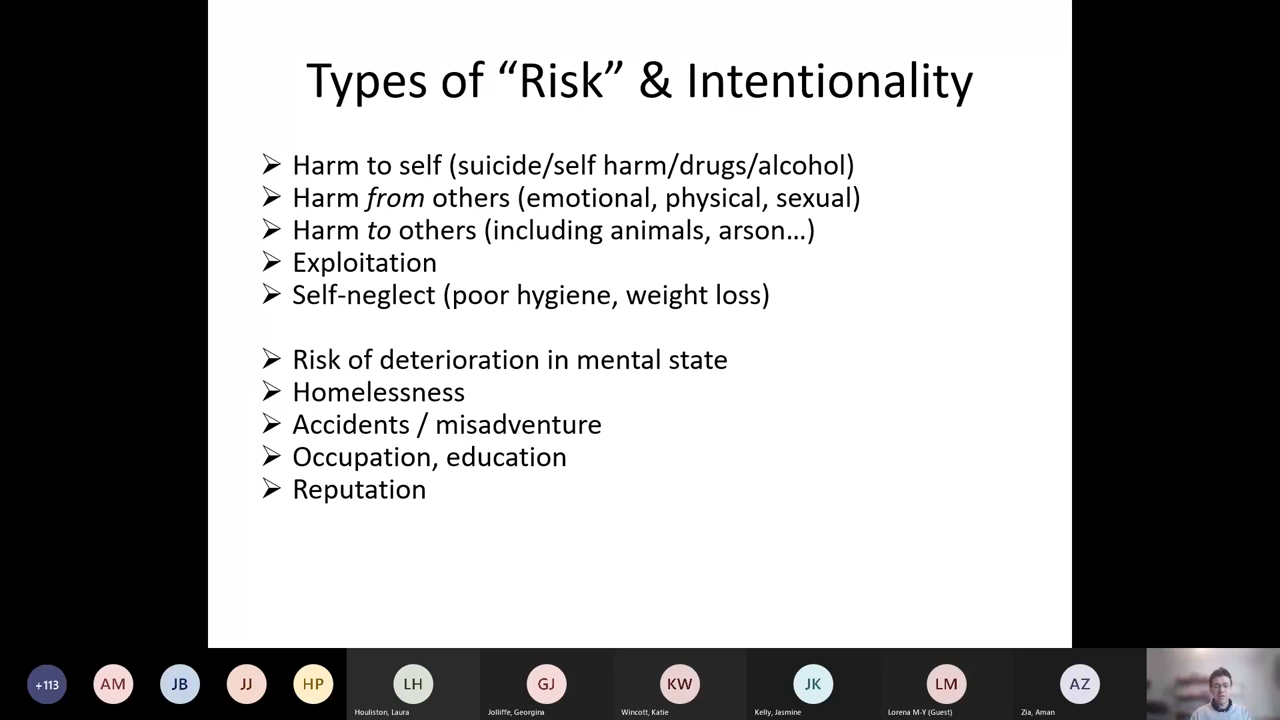 Types of “Risk” & Intentionality
Harm to self (suicide/self harm/drugs/alcohol)
Harm from others (emotional, physical, sexual)
Harm to others (including animals, arson…)
Exploitation
Self-neglect (poor hygiene, weight loss)
Risk of deterioration in mental state
Homelessness
Accidents / misadventure
Occupation, education
Reputation
+113
AM
JB
JJ
HP
LH
GJ
KW
JK
LM
AZ
Houliston, Laura
Jolliffe, Georgina
Wincott, Katie
Kelly, Jasmine
Lorena M-Y (Guest)
Zia, Aman